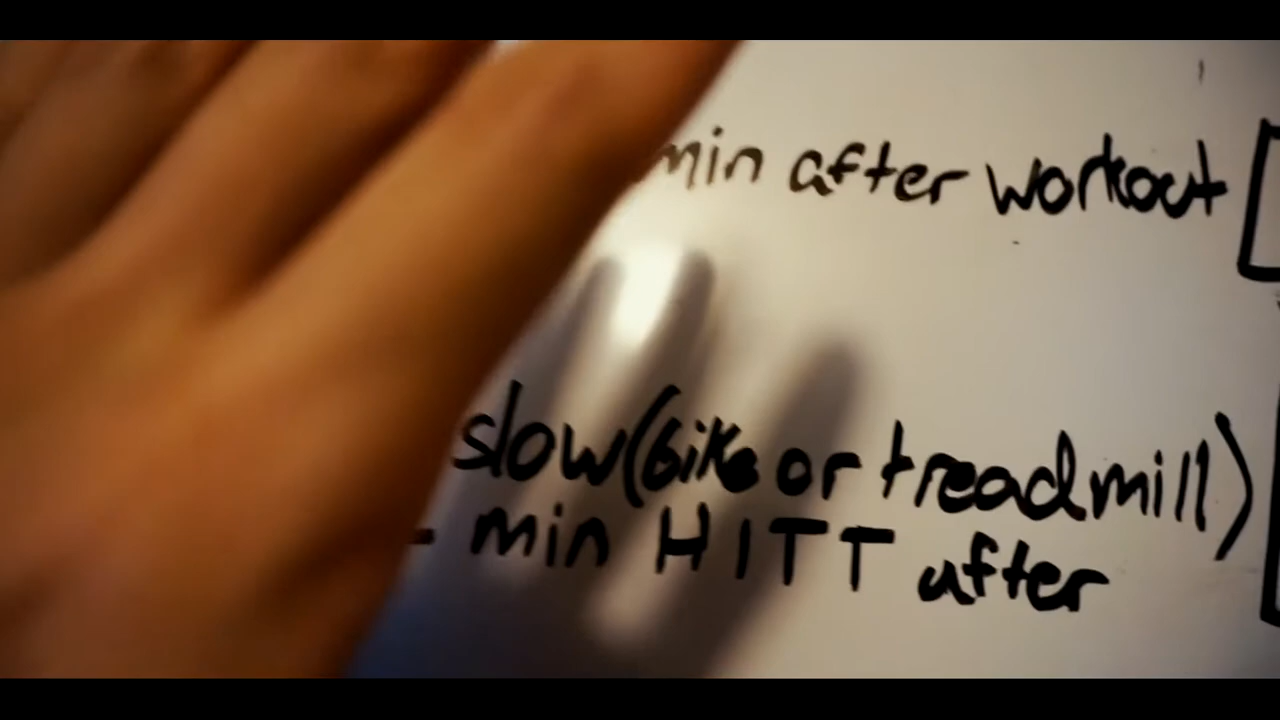 min after workout
slow (bike or treadmill)
- min HITT after